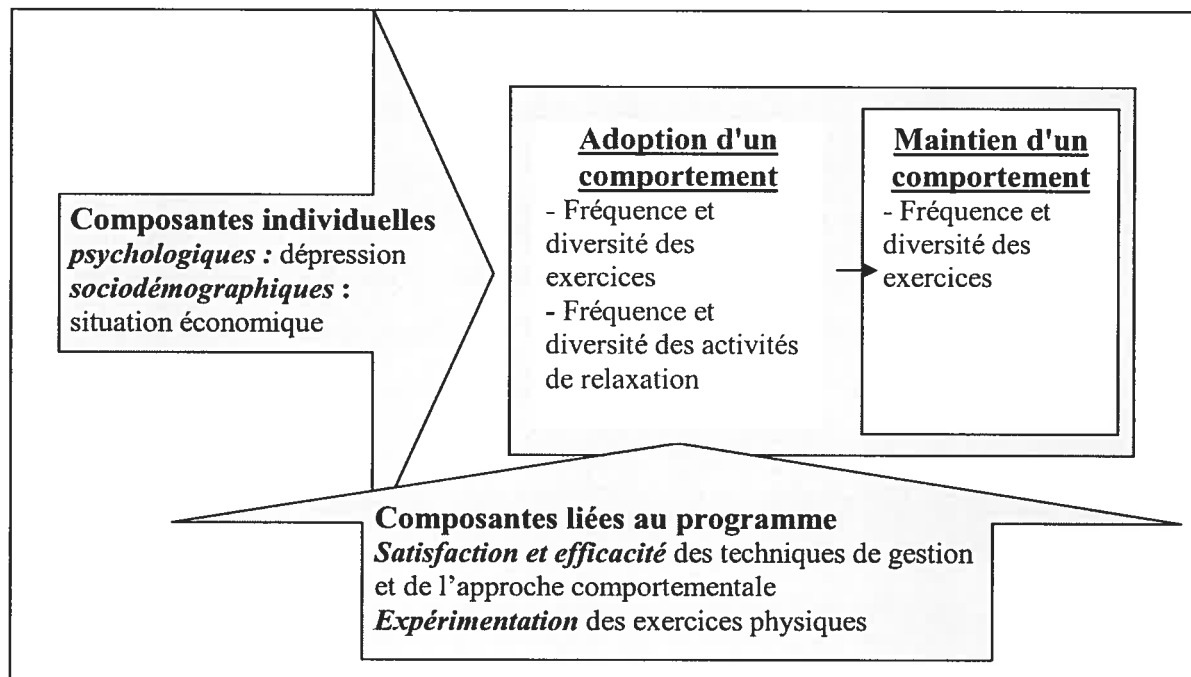 Composantes individuelles
psychologiques : dépression
sociodémographiques :
situation économique
Adoption d'un
comportement
- Fréquence et
diversité des
exercices
- Fréquence et
diversité des activités
de relaxation
Maintien d'un
comportement
- Fréquence et
diversité des
exercices
Composantes liées au programme
Satisfaction et efficacité des techniques de gestion
et de l'approche comportementale
Expérimentation des exercices physiques